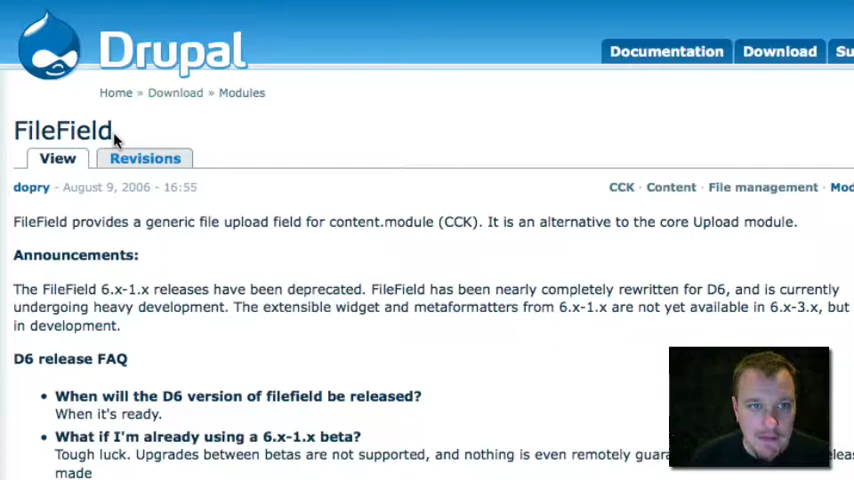 Drupal
Documentation Download Su
Home » Download » Modules
FileField
View Revisions
dopry - August 9, 2006 - 16:55
CCK · Content · File management · Mod
FileField provides a generic file upload field for content.module (CCK). It is an alternative to the core Upload module.
Announcements:
The FileField 6.x-1.x releases have been deprecated. FileField has been nearly completely rewritten for D6, and is currently
undergoing heavy development. The extensible widget and metaformatters from 6.x-1.x are not yet available in 6.x-3.x, but
in development.
D6 release FAQ
• When will the D6 version of filefield be released?
When it's ready.
• What if I'm already using a 6.x-1.x beta?
Tough luck. Upgrades between betas are not supported, and nothing is even remotely guara
made